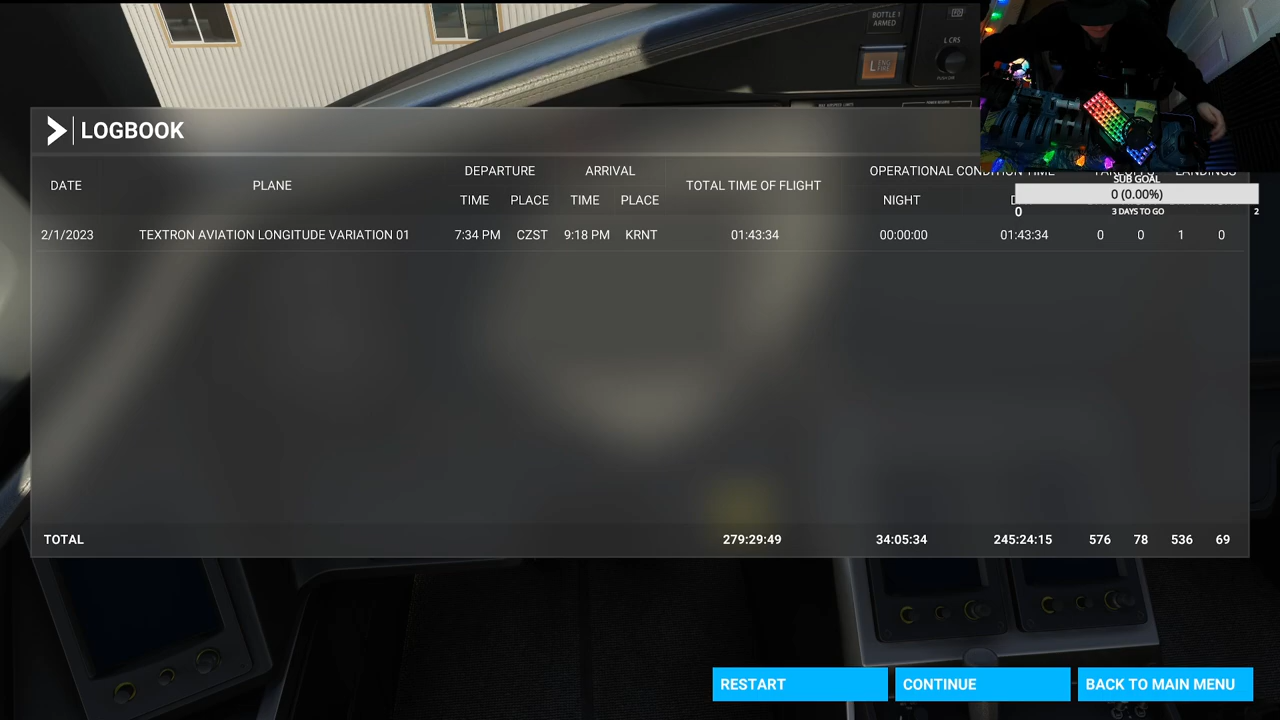 BOTTLE 1
ARMED
L CRS
PUSH DIR
L ENG
FIRE
LOGBOOK
DATE
PLANE
DEPARTURE
TIME PLACE
ARRIVAL
TIME PLACE
TOTAL TIME OF FLIGHT
OPERATIONAL CONDITION TIME
NIGHT
LANDINGS
SUB GOAL
0 (0.00%)
0
3 DAYS TO GO
2
2/1/2023 TEXTRON AVIATION LONGITUDE VARIATION 01 7:34 PM CZST 9:18 PM KRNT 01:43:34 00:00:00 01:43:34 0 0 1 0
TOTAL 279:29:49 34:05:34 245:24:15 576 78 536 69
RESTART
CONTINUE
BACK TO MAIN MENU